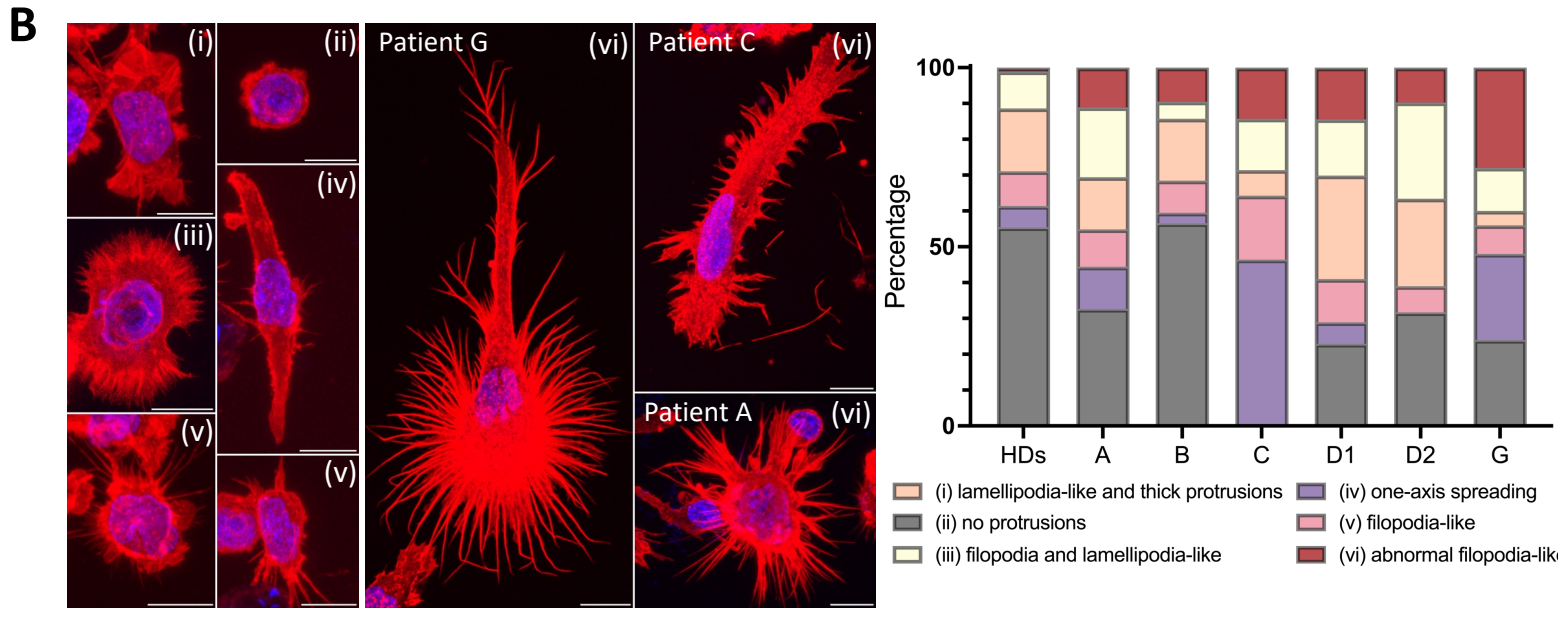 B
(i)
(ii)
(iii)
(iv)
(v)
(v)
Patient G (vi)
Patient C (vi)
Patient A (vi)
Percentage
100
50
0
HDs A B C D1 D2 G
(i) lamellipodia-like and thick protrusions
(ii) no protrusions
(iii) filopodia and lamellipodia-like
(iv) one-axis spreading
(v) filopodia-like
(vi) abnormal filopodia-lik